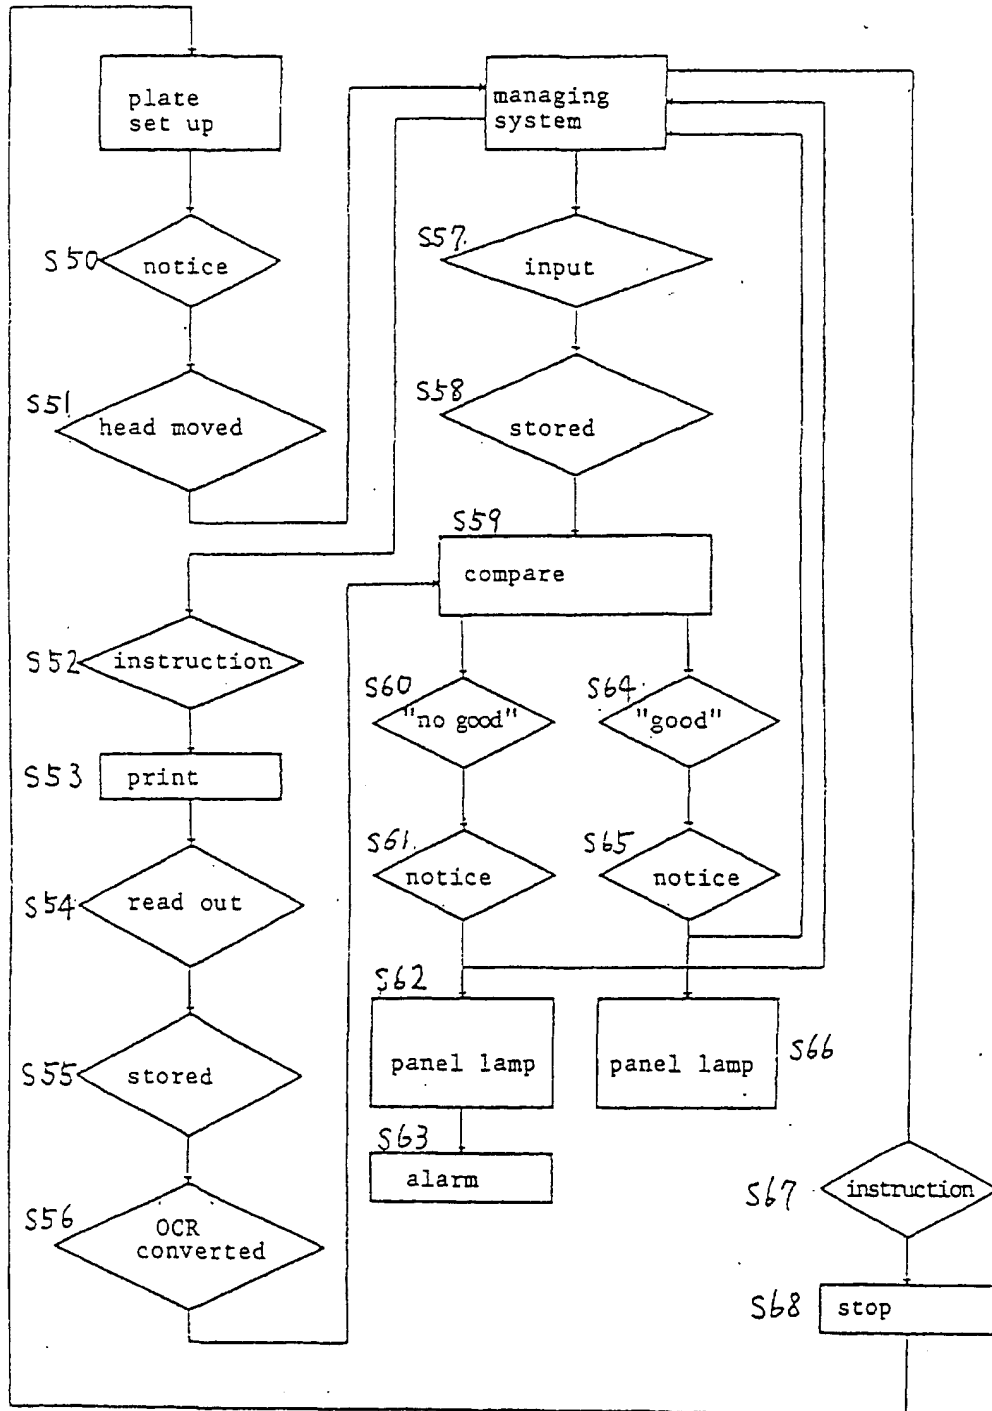 plate
set up
S50
notice
S51
head moved
S52
instruction
S53
print
S54
read out
S55
stored
S56
OCR
converted
managing
system
S57.
input
S58
stored
S59
compare
S60
"no good"
S61.
notice
S62
panel lamp
S63
alarm
S64.
"good"
S65
notice
panel lamp
S66
S67
instruction
S68
stop